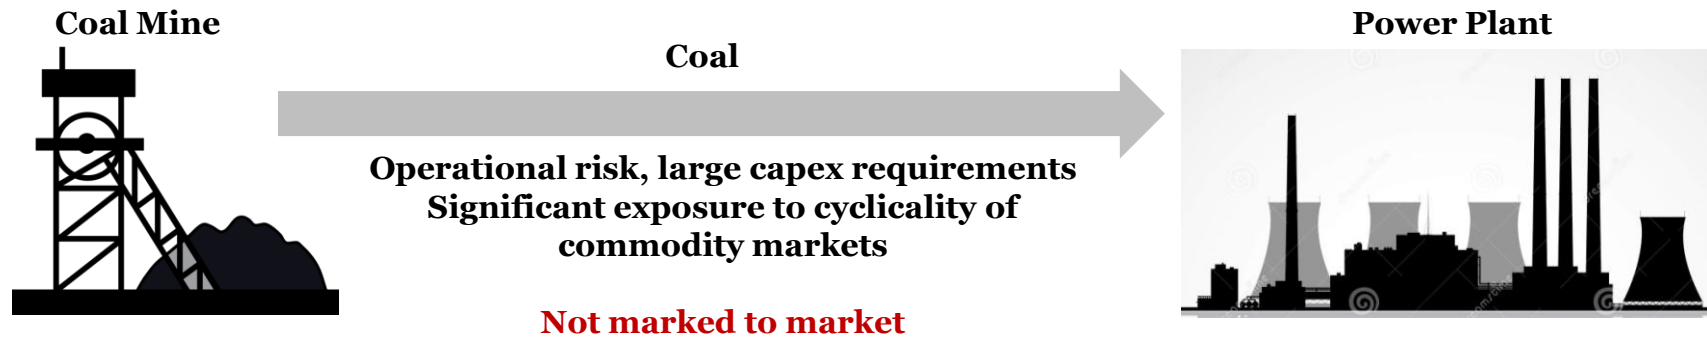 Coal Mine
Power Plant
Coal
Operational risk, large capex requirements
Significant exposure to cyclicality of
commodity markets
Not marked to market